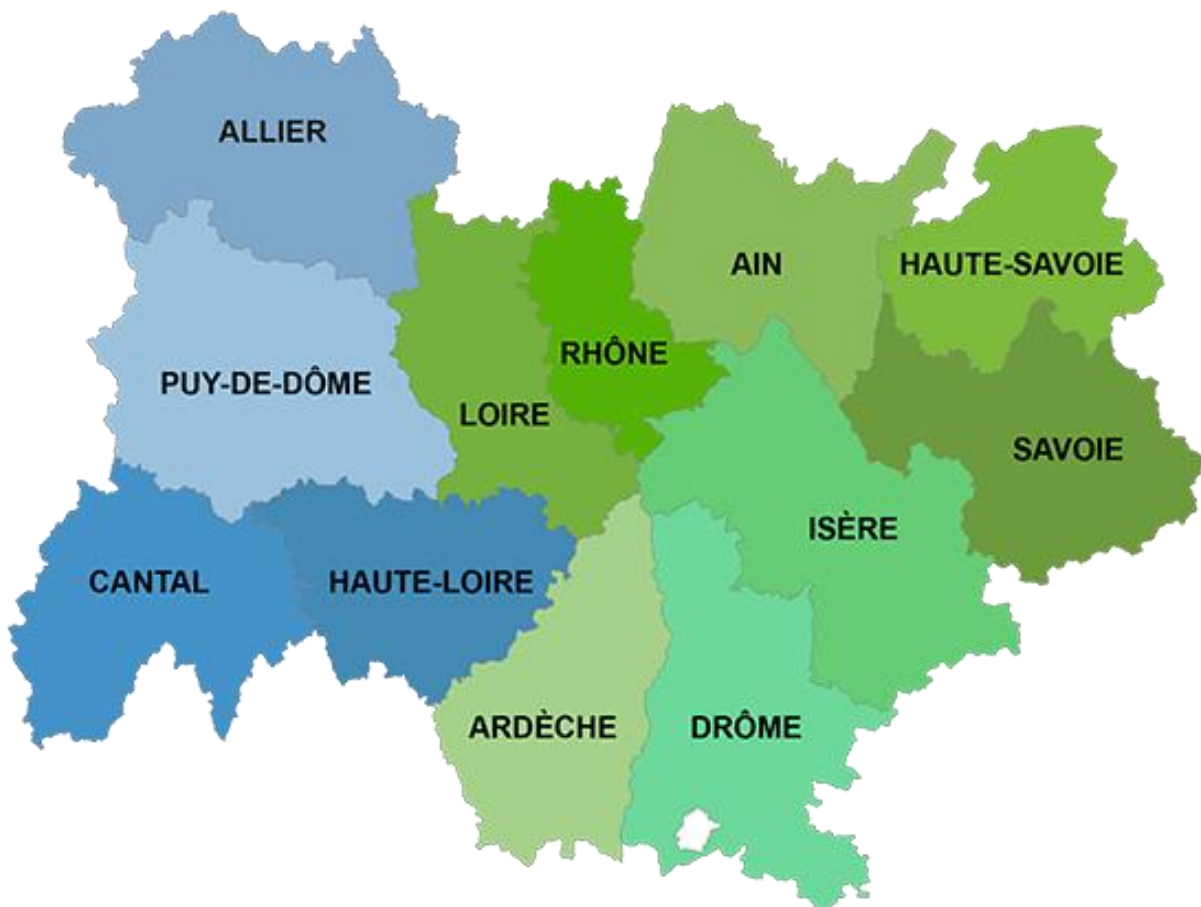 ALLIER
AIN
HAUTE-SAVOIE
RHÔNE
PUY-DE-DÔME
LOIRE
SAVOIE
ISÈRE
CANTAL
HAUTE-LOIRE
ARDÈCHE
DRÔME